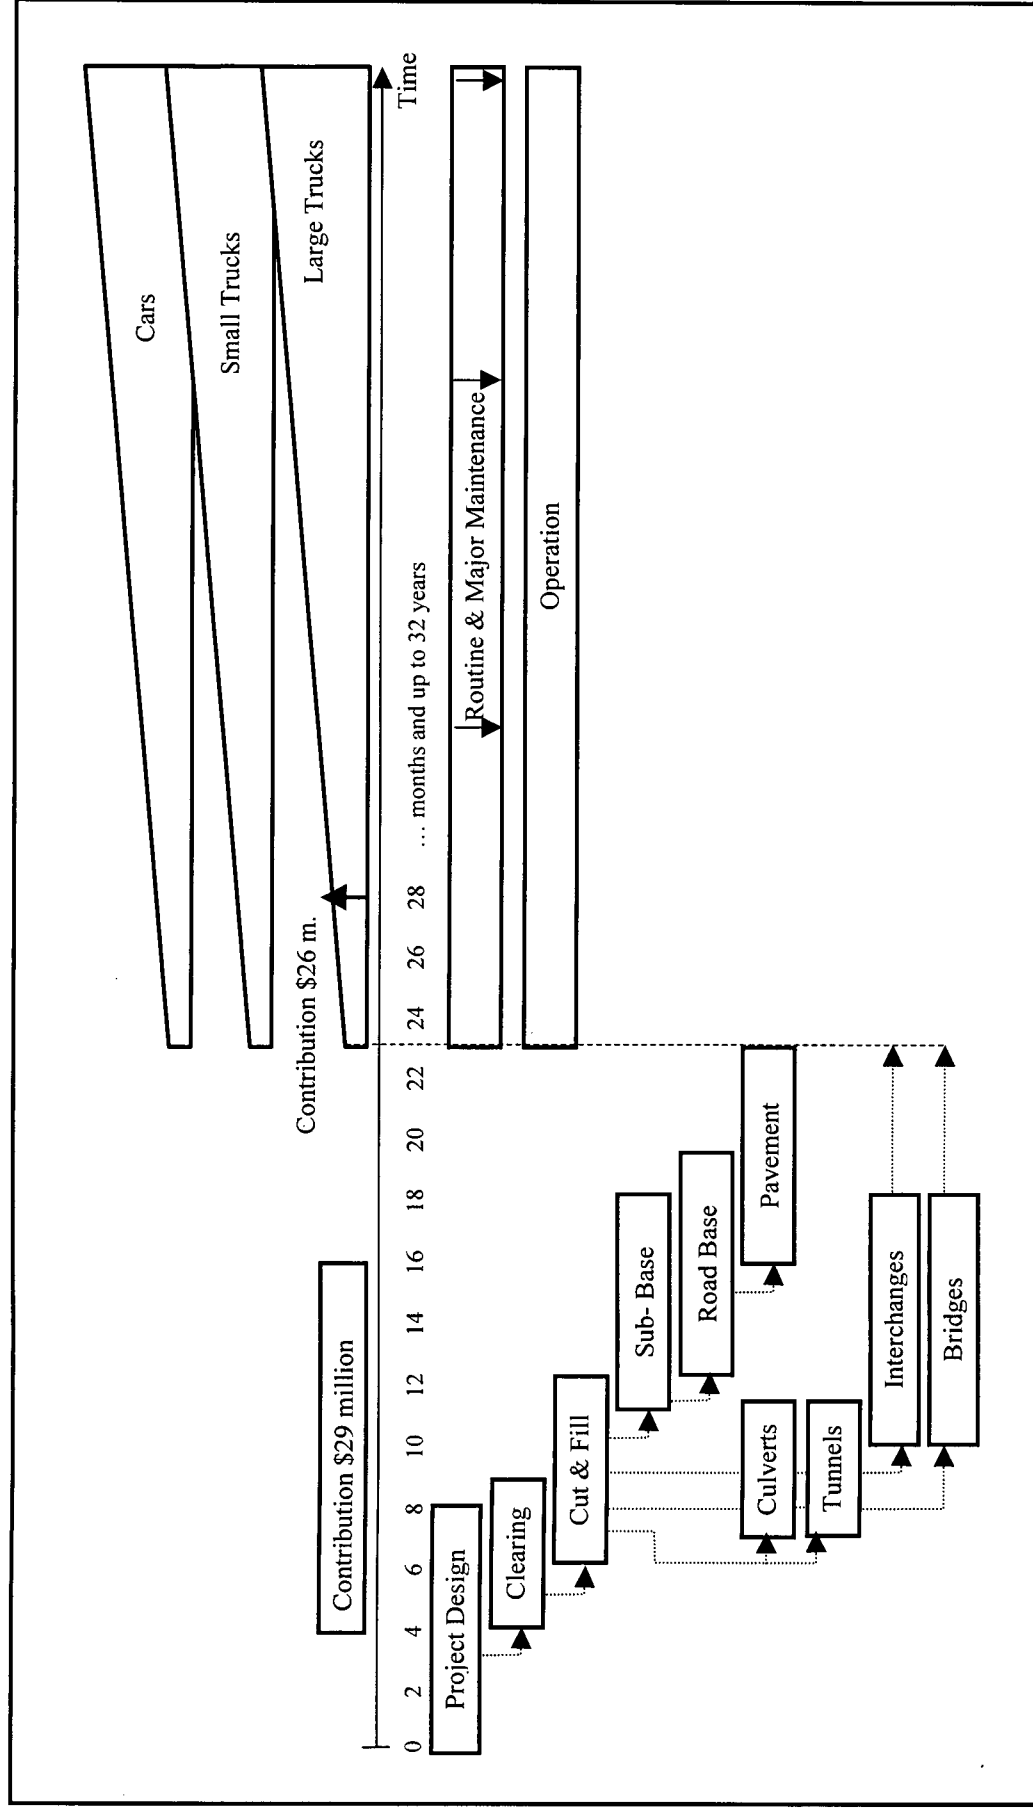 Cars
Small Trucks
Large Trucks
Contribution $29 million
Contribution $26 m.
Time
0 2 4 6 8 10 12 14 16 18 20 22 24 26 28 … months and up to 32 years
Project Design
Routine & Major Maintenance
Clearing
Operation
Cut & Fill
Sub- Base
Road Base
Culverts
Pavement
Tunnels
Interchanges
Bridges